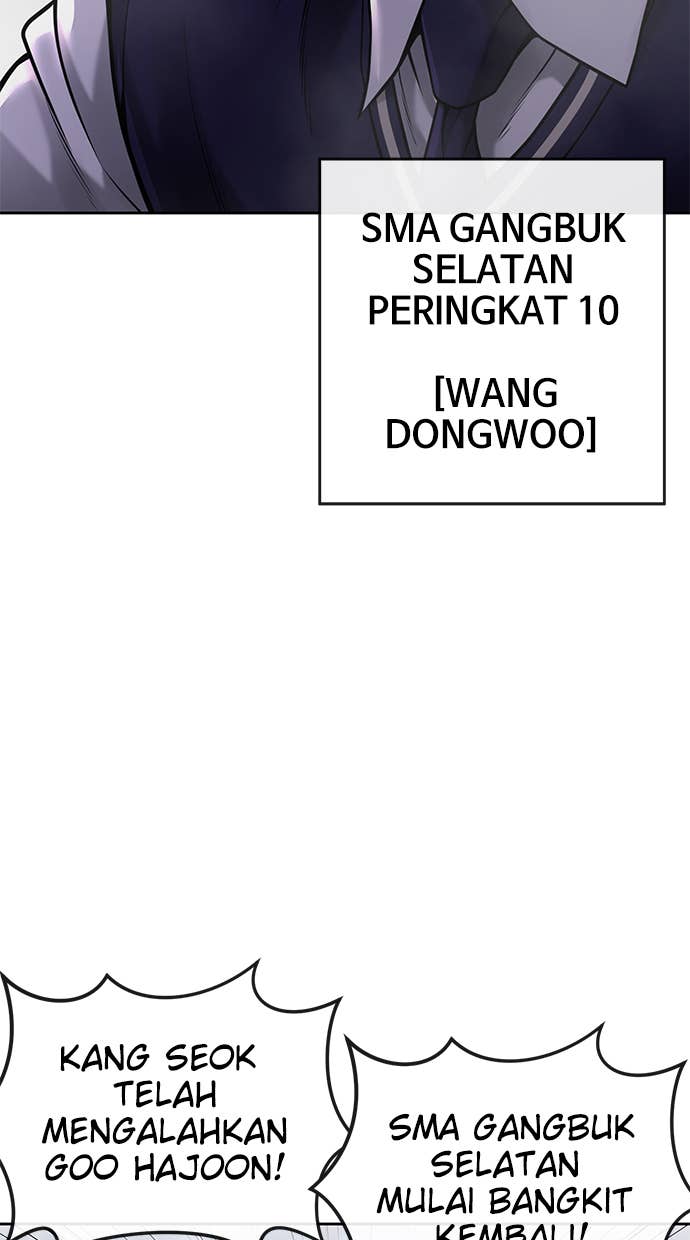 SMA GANGBUK
SELATAN
PERINGKAT 10
[WANG
DONGWOO]
KANG SEOK
TELAH
MENGALAHKAN
GOO HAJOON!
SMA GANGBUK
SELATAN
MULAI BANGKIT
KEMBALI!